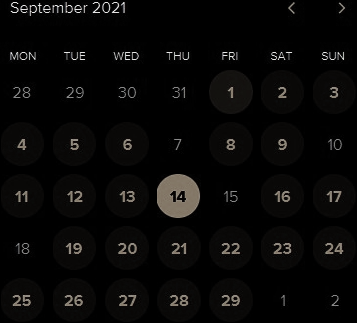 September 2021
MON TUE WED THU FRI SAT SUN
28 29 30 31 1 2 3
4 5 6 7 8 9 10
11 12 13 14 15 16 17
18 19 20 21 22 23 24
25 26 27 28 29 1 2